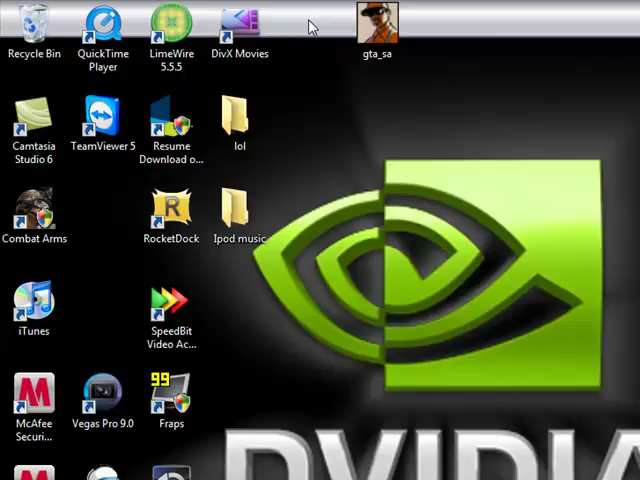 Recycle Bin
QuickTime
Player
LimeWire
5.5.5
DivX Movies
gta_sa
Camtasia
Studio 6
TeamViewer 5
Resume
Download o...
lol
Combat Arms
RocketDock
R
Ipod music
iTunes
SpeedBit
Video Ac...
99
McAfee
Securi...
Vegas Pro 9.0
Fraps
NVIDIA